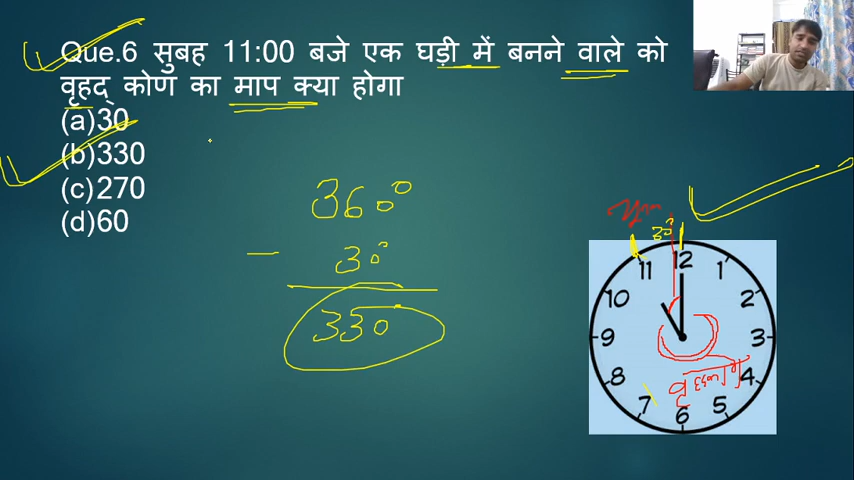 Que.6 सुबह 11:00 बजे एक घड़ी में बनने वाले को
वृहद् कोण का माप क्या होगा
(a)30
(b)330
(c)270
(d)60
360°
- 30°
330
30°
12
11 1
10 2
9 3
8 4
7 5
6